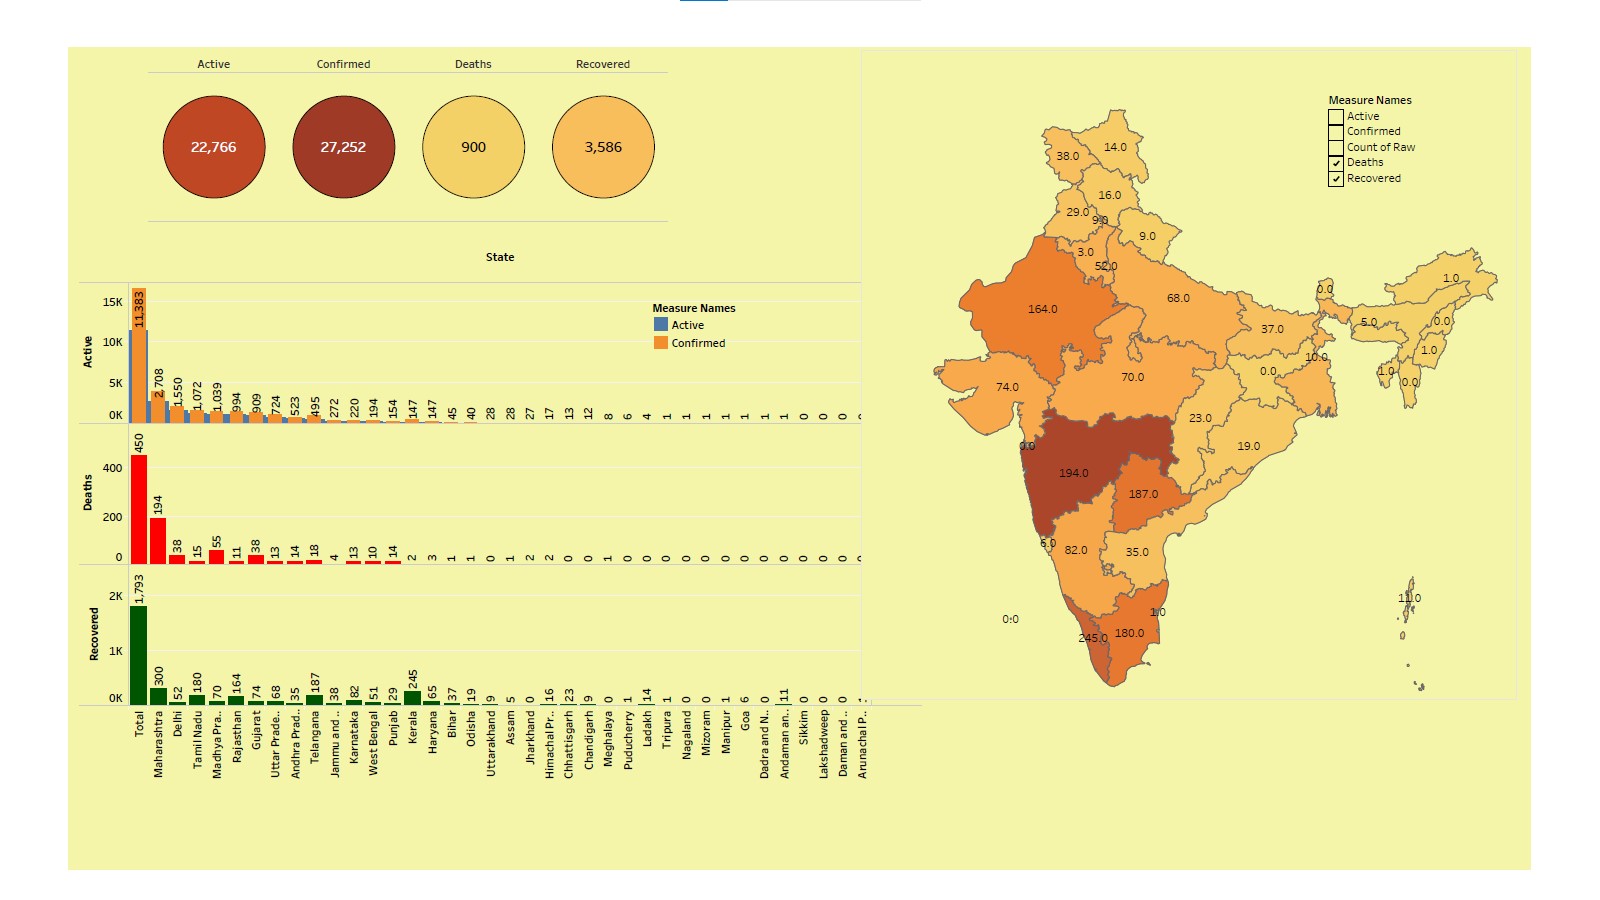 Active Confirmed Deaths Recovered
22,766 27,252 900 3,586
State
Measure Names
Active
Confirmed
Active
15K
10K
5K
0K
11,383 2,708 1,550 1,072 1,039 994 909 724 523 495 272 220 194 154 147 147 45 40 28 28 27 17 13 12 8 6 4 1 1 1 1 1 1 0 0 0
Deaths
400
200
0
450 194 38 15 55 11 38 13 14 18 4 13 10 14 2 3 1 1 0 1 2 2 0 0 1 0 0 0 0 0 0 0 0 0 0 0 0
Recovered
2K
1K
0K
1,793 300 52 180 70 164 74 68 35 187 38 82 51 29 245 65 37 19 9 5 0 16 23 9 0 1 14 1 0 0 1 6 0 11 0 0 0
Total Maharashtra Delhi Tamil Nadu Madhya Pra.. Rajasthan Gujarat Uttar Prade.. Andhra Prad.. Telangana Jammu and .. Karnataka West Bengal Punjab Kerala Haryana Bihar Odisha Uttarakhand Assam Jharkhand Himachal Pr.. Chhattisgarh Chandigarh Meghalaya Puducherry Ladakh Tripura Nagaland Mizoram Manipur Goa Dadra and N.. Andaman an.. Sikkim Lakshadweep Daman and .. Arunachal P..
Measure Names
Active
Confirmed
Count of Raw
Deaths
Recovered
14.0
38.0
16.0
29.0
9.0
9.0
3.0
52.0
1.0
0.0
68.0
164.0
5.0
0.0
37.0
1.0
10.0
0.0
1.0
70.0
0.0
74.0
23.0
19.0
0.0
194.0
187.0
6.0
82.0
35.0
11.0
1.0
0.0
245.0
180.0